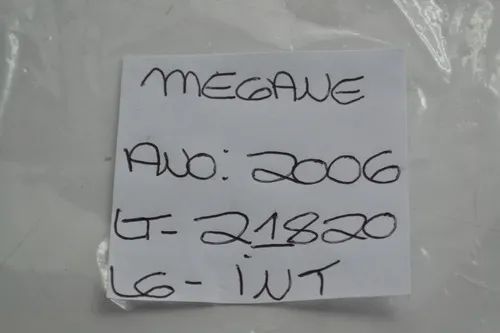 MEGANE
ANO: 2006
LT- 21820
LG - INT